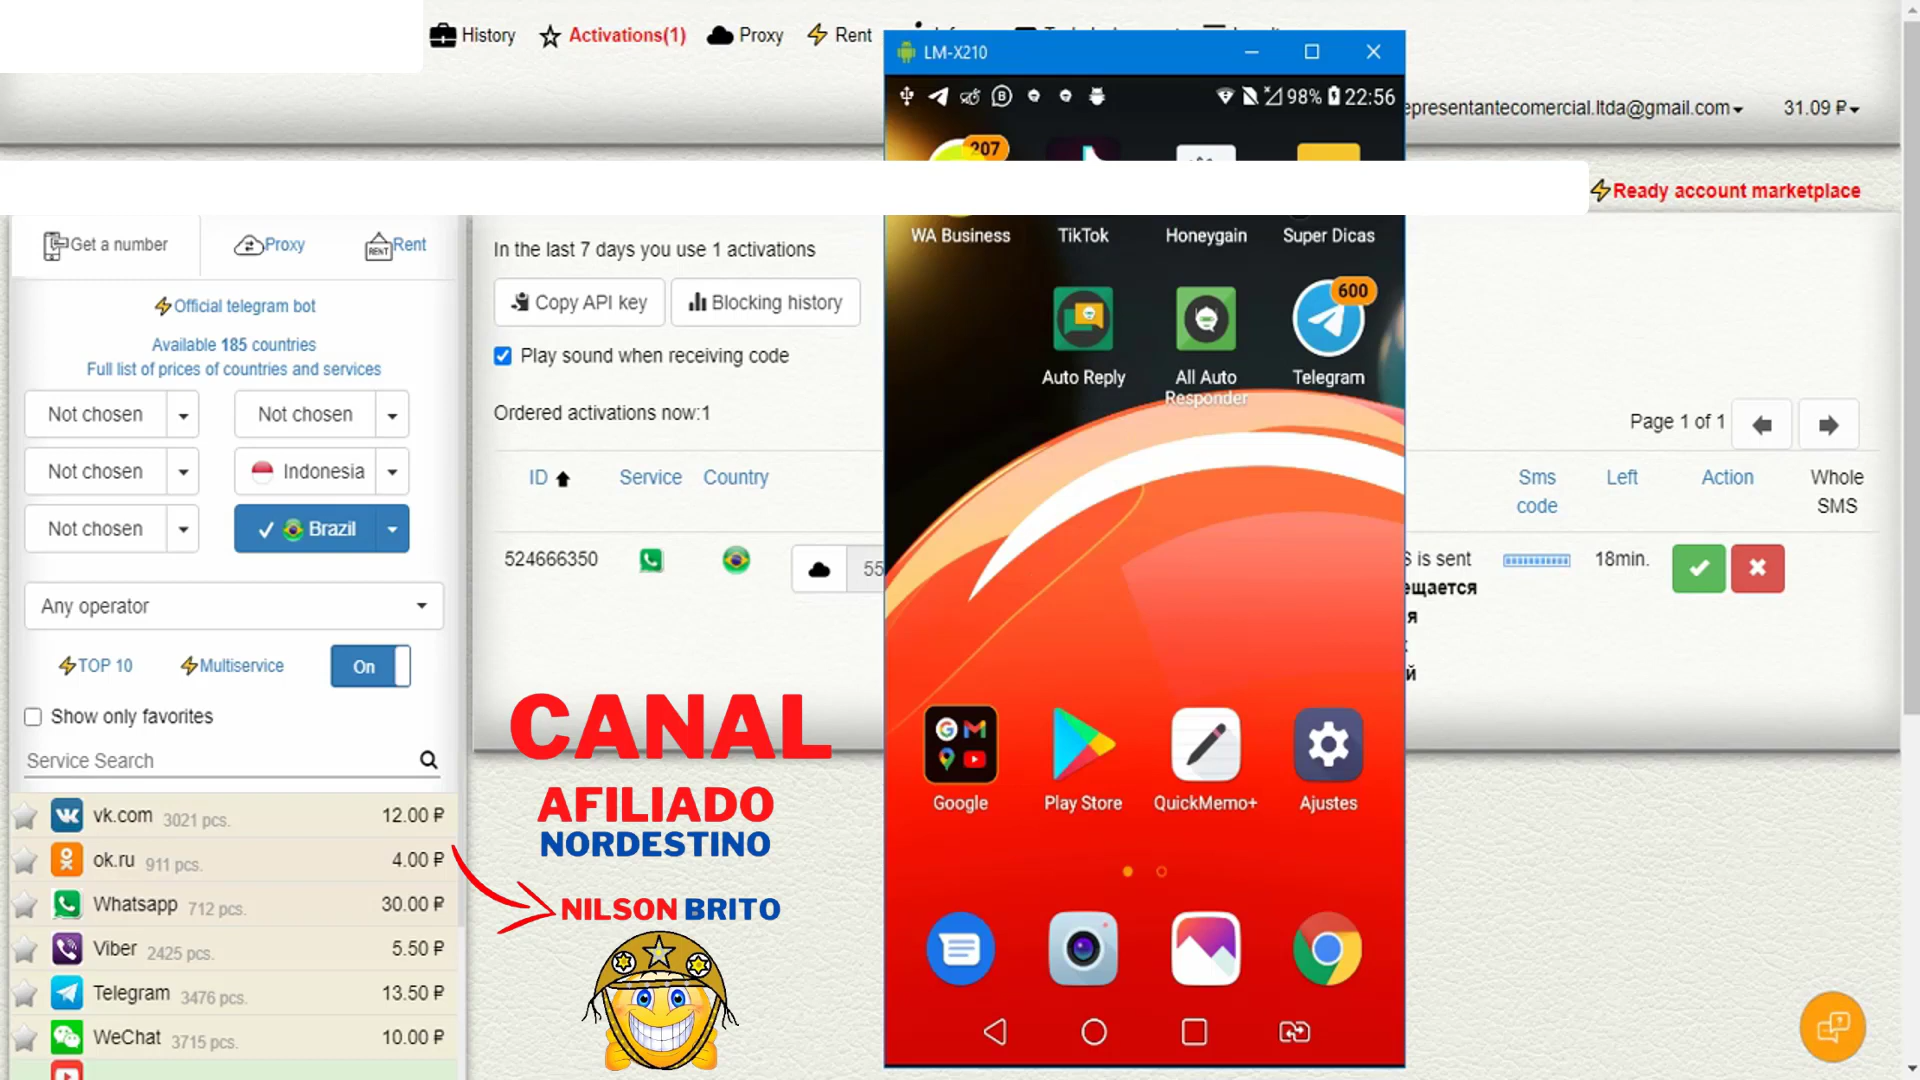 History
Activations(1)
Proxy
Rent
LM-X210
98%
22:56
epresentantecomercial.ltda@gmail.com
31.09 ₽
207
Ready account marketplace
Get a number
Proxy
Rent
In the last 7 days you use 1 activations
WA Business
TikTok
Honeygain
Super Dicas
Official telegram bot
Copy API key
Blocking history
600
Available 185 countries
Full list of prices of countries and services
Play sound when receiving code
Auto Reply
All Auto
Responder
Telegram
Not chosen
Not chosen
Ordered activations now:1
Page 1 of 1
Not chosen
Indonesia
ID
Service
Country
Sms
code
Left
Action
Whole
SMS
Not chosen
Brazil
524666350
55
S is sent
ещается
я
й
18min.
Any operator
TOP 10
Multiservice
On
Show only favorites
Service Search
CANAL
AFILIADO
NORDESTINO
NILSON BRITO
Google
Play Store
QuickMemo+
Ajustes
vk.com 3021 pcs. 12.00 ₽
ok.ru 911 pcs. 4.00 ₽
Whatsapp 712 pcs. 30.00 ₽
Viber 2425 pcs. 5.50 ₽
Telegram 3476 pcs. 13.50 ₽
WeChat 3715 pcs. 10.00 ₽